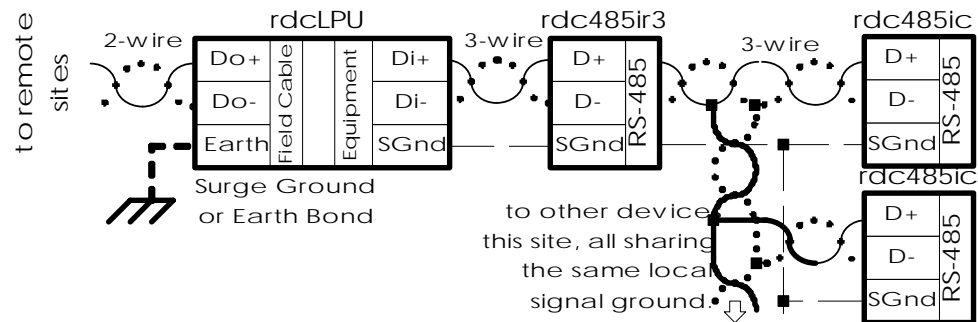 to remote
sites
2-wire
rdcLPU
Do+
Do-
Earth
Field Cable
Equipment
Di+
Di-
SGnd
Surge Ground
or Earth Bond
3-wire
rdc485ir3
D+
D-
SGnd
RS-485
3-wire
rdc485ic
D+
D-
SGnd
RS-485
to other device
this site, all sharing
the same local
signal ground.
rdc485ic
D+
D-
SGnd
RS-485